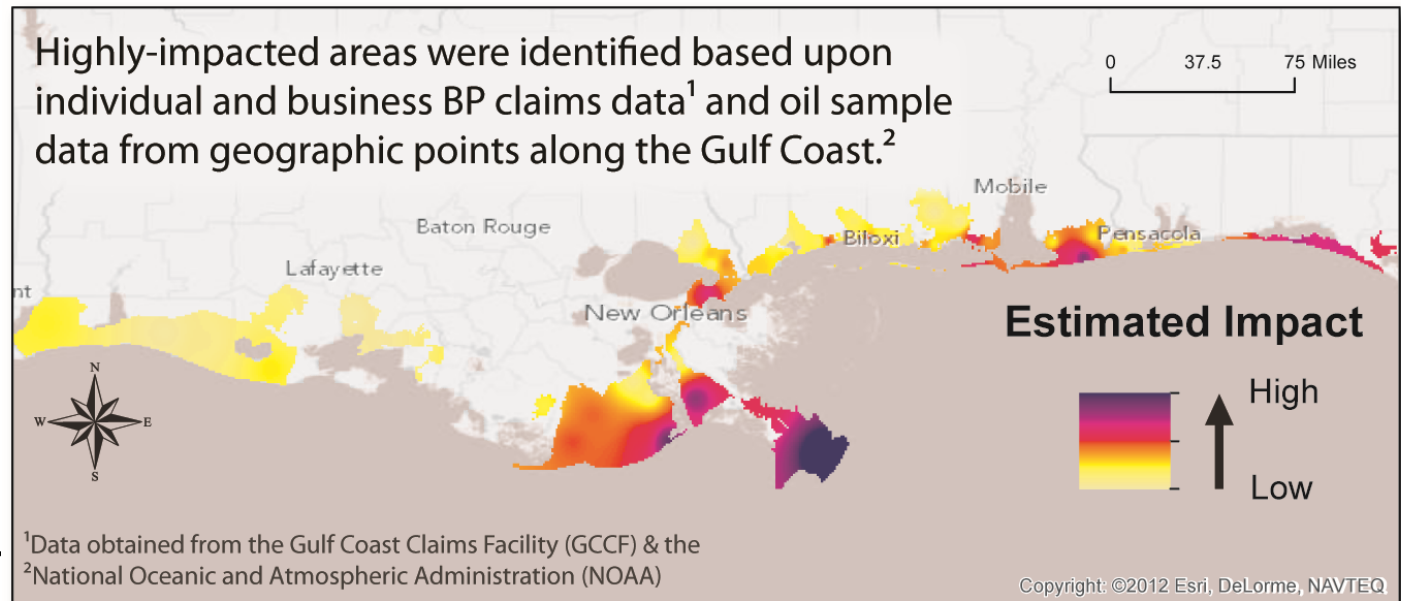 Highly-impacted areas were identified based upon
individual and business BP claims data¹ and oil sample
data from geographic points along the Gulf Coast.²
0 37.5 75 Miles
Mobile
Baton Rouge
Biloxi
Pensacola
Lafayette
nt
New Orleans
Estimated Impact
High
Low
N
W E
S
¹Data obtained from the Gulf Coast Claims Facility (GCCF) & the
²National Oceanic and Atmospheric Administration (NOAA)
Copyright: ©2012 Esri, DeLorme, NAVTEQ